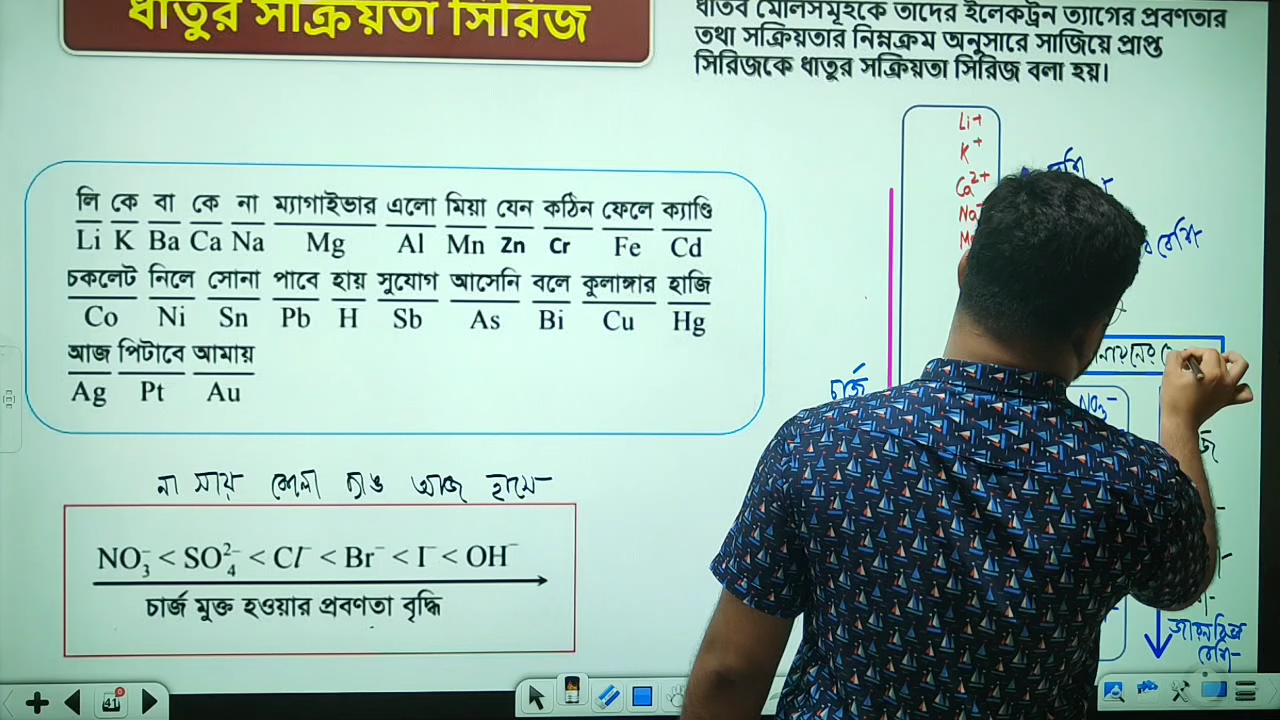 ধাতুর সক্রিয়তা সিরিজ
ধাতব মৌলসমূহকে তাদের ইলেকট্রন ত্যাগের প্রবণতার
তথা সক্রিয়তার নিম্নক্রম অনুসারে সাজিয়ে প্রাপ্ত
সিরিজকে ধাতুর সক্রিয়তা সিরিজ বলা হয়।
লি কে বা কে না ম্যাগাইভার এলো মিয়া যেন কঠিন ফেলে ক্যাণ্ডি
Li K Ba Ca Na Mg Al Mn Zn Cr Fe Cd
চকলেট নিলে সোনা পাবে হায় সুযোগ আসেনি বলে কুলাঙ্গার হাজি
Co Ni Sn Pb H Sb As Bi Cu Hg
আজ পিটাবে আমায়
Ag Pt Au
না সায়
আজ
NO₃⁻ < SO₄²⁻ < Cl⁻ < Br⁻ < I⁻ < OH⁻
চার্জ মুক্ত হওয়ার প্রবণতা বৃদ্ধি
Li+
K+
Ca2+
Na
বেশি
চার্জ
NO₃⁻
বেশি
41